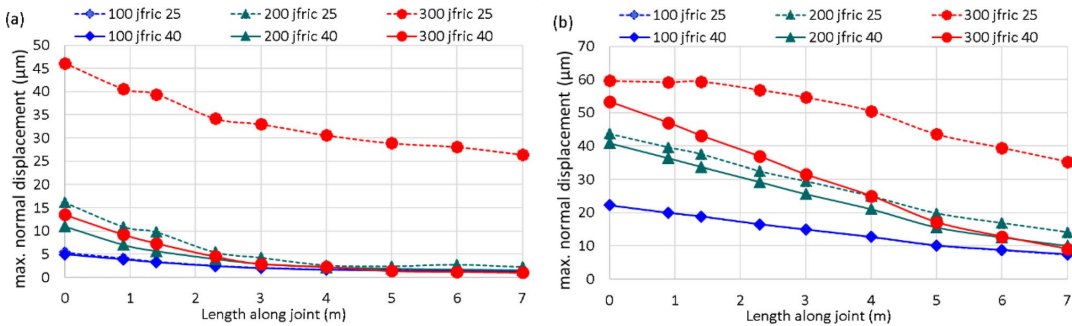 (a)
100 jfric 25 200 jfric 25 300 jfric 25
100 jfric 40 200 jfric 40 300 jfric 40
max. normal displacement (µm)
50
45
40
35
30
25
20
15
10
5
0
0 1 2 3 4 5 6 7
Length along joint (m)
(b)
100 jfric 25 200 jfric 25 300 jfric 25
100 jfric 40 200 jfric 40 300 jfric 40
max. normal displacement (µm)
70
60
50
40
30
20
10
0
0 1 2 3 4 5 6 7
Length along joint (m)